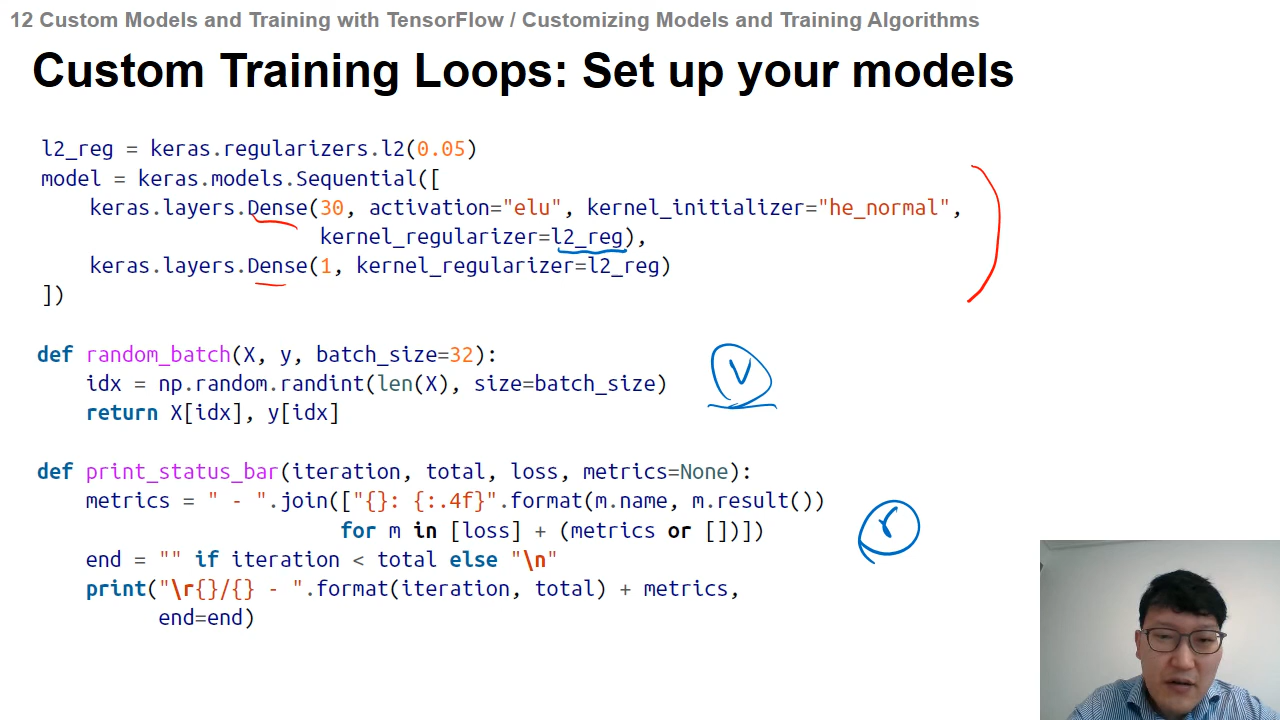 12 Custom Models and Training with TensorFlow / Customizing Models and Training Algorithms
Custom Training Loops: Set up your models
l2_reg = keras.regularizers.l2(0.05)
model = keras.models.Sequential([
    keras.layers.Dense(30, activation="elu", kernel_initializer="he_normal",
                       kernel_regularizer=l2_reg),
    keras.layers.Dense(1, kernel_regularizer=l2_reg)
])
def random_batch(X, y, batch_size=32):
    idx = np.random.randint(len(X), size=batch_size)
    return X[idx], y[idx]
def print_status_bar(iteration, total, loss, metrics=None):
    metrics = " - ".join(["{}: {:.4f}".format(m.name, m.result())
                         for m in [loss] + (metrics or [])])
    end = "" if iteration < total else "\n"
    print("\r{}/{} - ".format(iteration, total) + metrics,
          end=end)